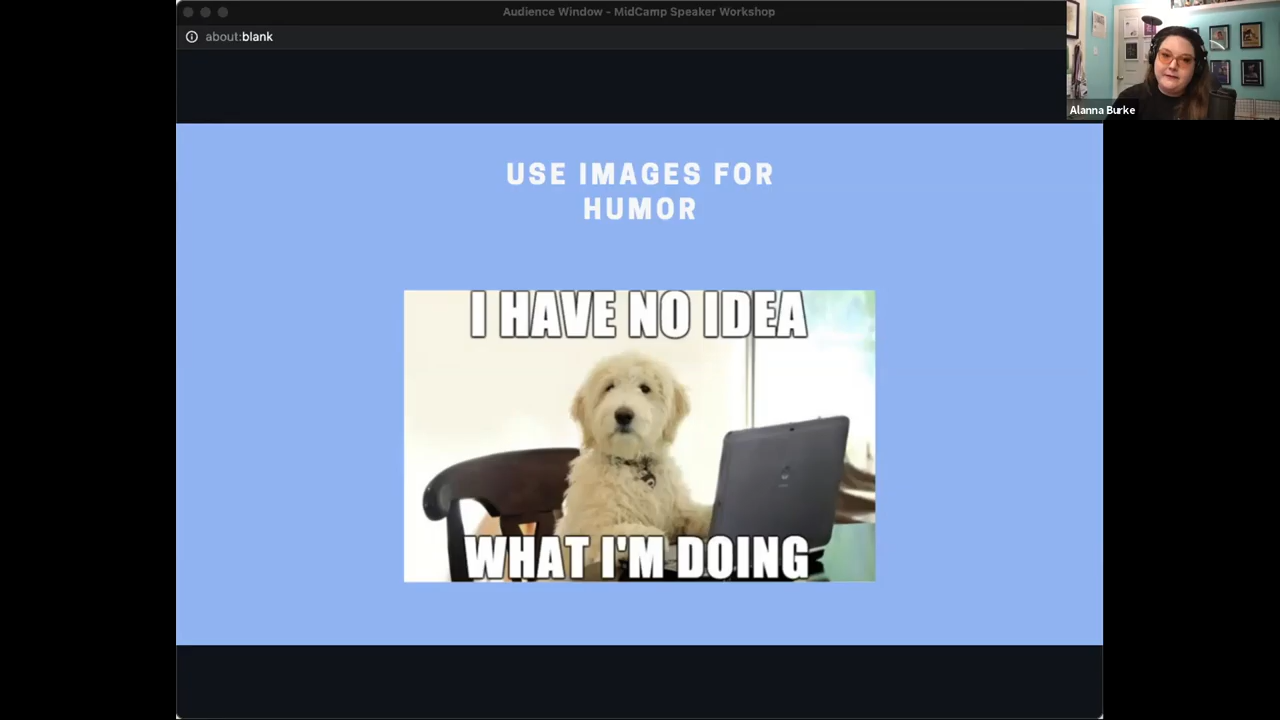 Audience Window - MidCamp Speaker Workshop
about:blank
Alanna Burke
USE IMAGES FOR
HUMOR
I HAVE NO IDEA
WHAT I'M DOING